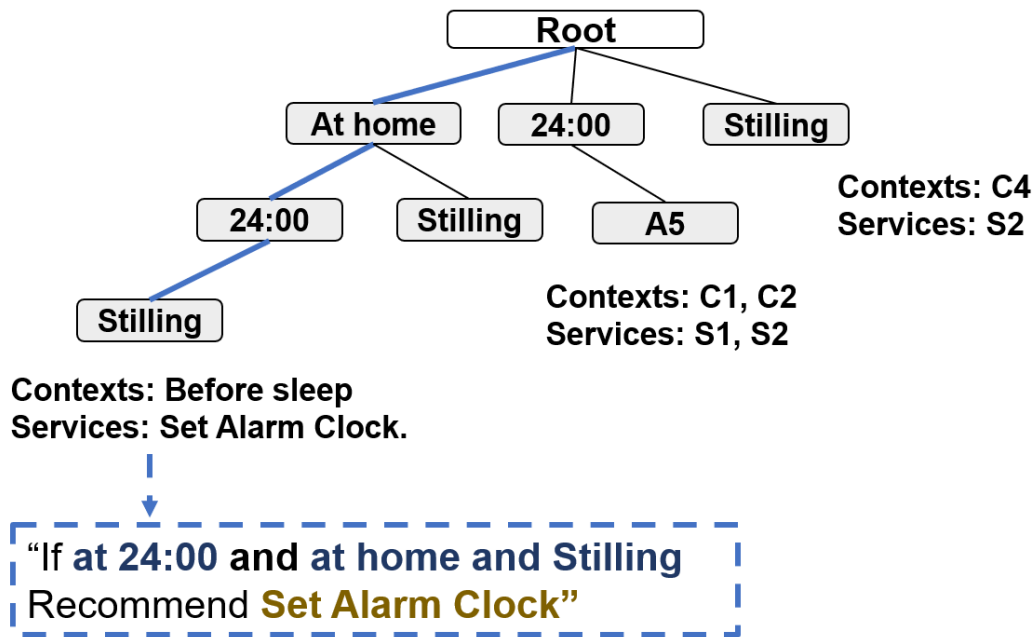 Root
At home
24:00
Stilling
24:00
Stilling
A5
Contexts: C4
Services: S2
Stilling
Contexts: C1, C2
Services: S1, S2
Contexts: Before sleep
Services: Set Alarm Clock.
“If at 24:00 and at home and Stilling
Recommend Set Alarm Clock”